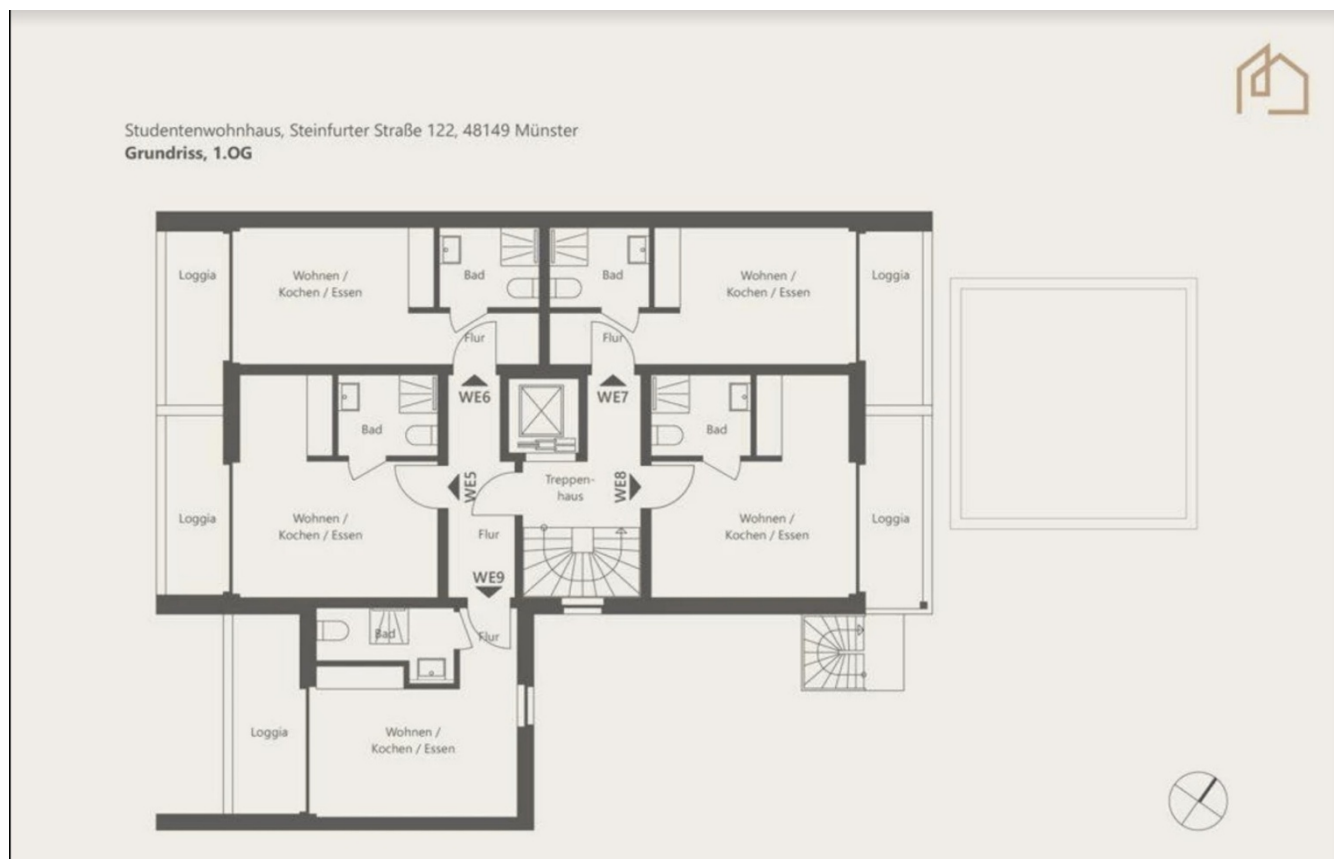 Studentenwohnhaus, Steinfurter Straße 122, 48149 Münster
Grundriss, 1.OG
Loggia
Wohnen /
Kochen / Essen
Bad
Bad
Wohnen /
Kochen / Essen
Loggia
Flur
Flur
WE6
WE7
Bad
Bad
WE5
Treppen-
haus
WE8
Loggia
Wohnen /
Kochen / Essen
Flur
Wohnen /
Kochen / Essen
Loggia
WE9
Bad
Flur
Loggia
Wohnen /
Kochen / Essen